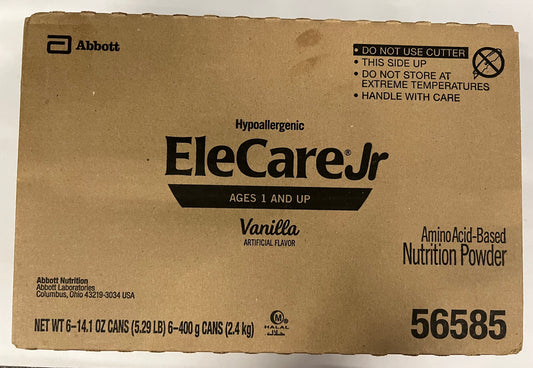 Abbott
• DO NOT USE CUTTER
• THIS SIDE UP
• DO NOT STORE AT
EXTREME TEMPERATURES
• HANDLE WITH CARE
Hypoallergenic
EleCare® Jr
AGES 1 AND UP
Vanilla
ARTIFICIAL FLAVOR
Amino Acid-Based
Nutrition Powder
Abbott Nutrition
Abbott Laboratories
Columbus, Ohio 43219-3034 USA
NET WT 6–14.1 OZ CANS (5.29 LB) 6–400 g CANS (2.4 kg)
M
HALAL
56585